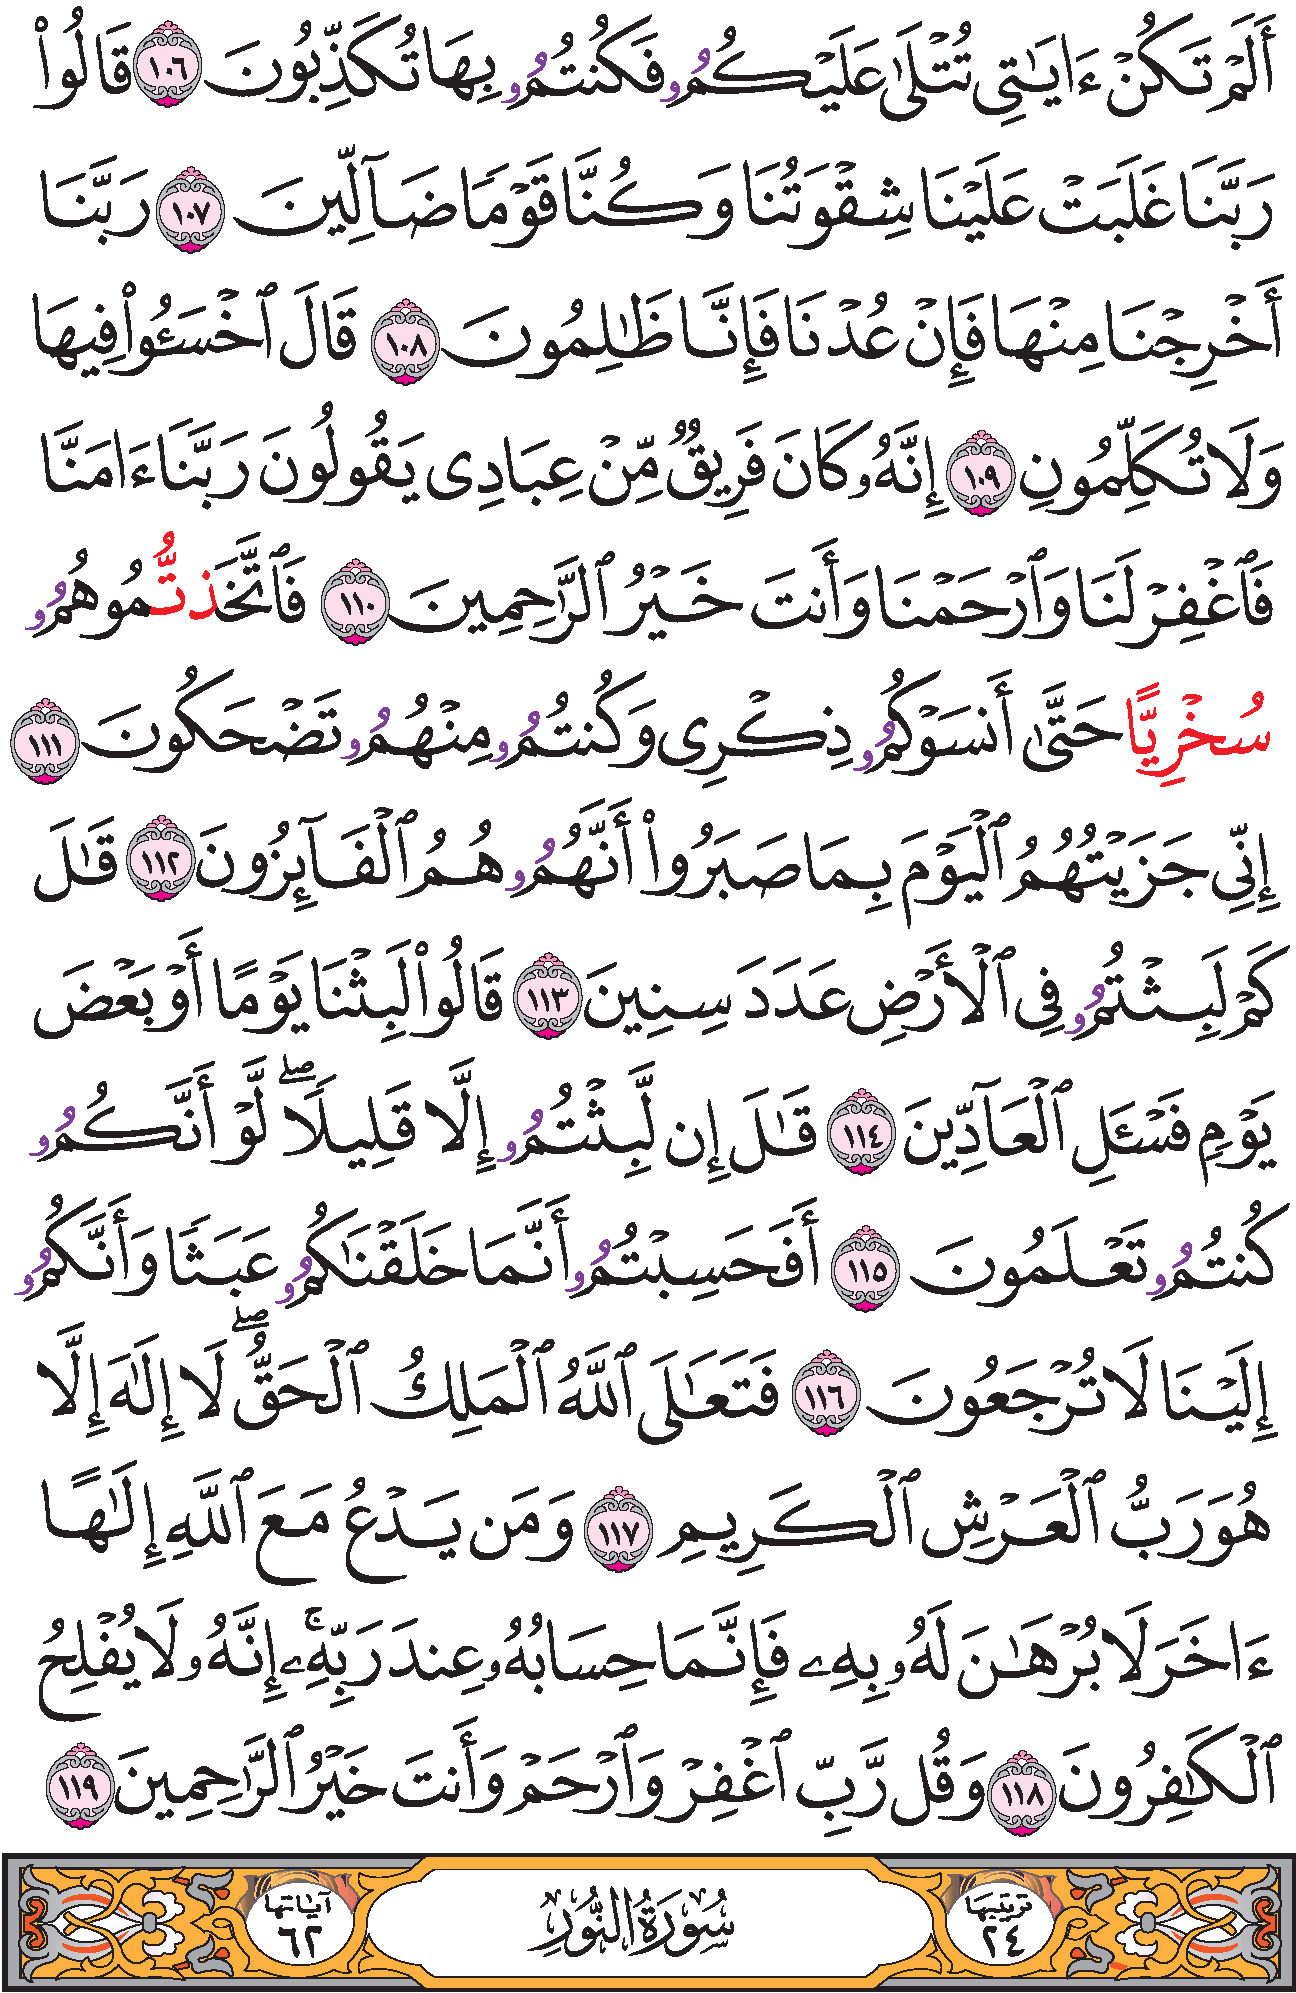 أَلَمْ تَكُنْ ءَايَٰتِى تُتْلَىٰ عَلَيْكُمُۥ فَكُنتُمُۥ بِهَا تُكَذِّبُونَ ١٠٦ قَالُوا۟
رَبَّنَا غَلَبَتْ عَلَيْنَا شِقْوَتُنَا وَكُنَّا قَوْمًا ضَآلِّينَ ١٠٧ رَبَّنَا
أَخْرِجْنَا مِنْهَا فَإِنْ عُدْنَا فَإِنَّا ظَٰلِمُونَ ١٠٨ قَالَ ٱخْسَـُٔوا۟ فِيهَا
وَلَا تُكَلِّمُونِ ١٠٩ إِنَّهُۥ كَانَ فَرِيقٌ مِّنْ عِبَادِى يَقُولُونَ رَبَّنَا ءَامَنَّا
فَٱغْفِرْ لَنَا وَٱرْحَمْنَا وَأَنتَ خَيْرُ ٱلرَّٰحِمِينَ ١١٠ فَٱتَّخَذتُّمُوهُمُۥ
سُخْرِيًّا حَتَّىٰٓ أَنسَوْكُمُۥ ذِكْرِى وَكُنتُمُۥ مِنْهُمُۥ تَضْحَكُونَ ١١١
إِنِّى جَزَيْتُهُمُ ٱلْيَوْمَ بِمَا صَبَرُوٓا۟ أَنَّهُمُۥ هُمُ ٱلْفَآئِزُونَ ١١٢ قَٰلَ
كَمْ لَبِثْتُمُۥ فِى ٱلْأَرْضِ عَدَدَ سِنِينَ ١١٣ قَالُوا۟ لَبِثْنَا يَوْمًا أَوْ بَعْضَ
يَوْمٍ فَسْـَٔلِ ٱلْعَآدِّينَ ١١٤ قَٰلَ إِن لَّبِثْتُمُۥ إِلَّا قَلِيلًا ۖ لَّوْ أَنَّكُمُۥ
كُنتُمُۥ تَعْلَمُونَ ١١٥ أَفَحَسِبْتُمُۥ أَنَّمَا خَلَقْنَٰكُمُۥ عَبَثًا وَأَنَّكُمُۥ
إِلَيْنَا لَا تُرْجَعُونَ ١١٦ فَتَعَٰلَى ٱللَّهُ ٱلْمَلِكُ ٱلْحَقُّ ۖ لَا إِلَٰهَ إِلَّا
هُوَ رَبُّ ٱلْعَرْشِ ٱلْكَرِيمِ ١١٧ وَمَن يَدْعُ مَعَ ٱللَّهِ إِلَٰهًا
ءَاخَرَ لَا بُرْهَٰنَ لَهُۥ بِهِۦ فَإِنَّمَا حِسَابُهُۥ عِندَ رَبِّهِۦٓ ۚ إِنَّهُۥ لَا يُفْلِحُ
ٱلْكَٰفِرُونَ ١١٨ وَقُل رَّبِّ ٱغْفِرْ وَٱرْحَمْ وَأَنتَ خَيْرُ ٱلرَّٰحِمِينَ ١١٩
ترتيبها ٢٤ سُورَةُ النُّورِ آياتها ٦٢